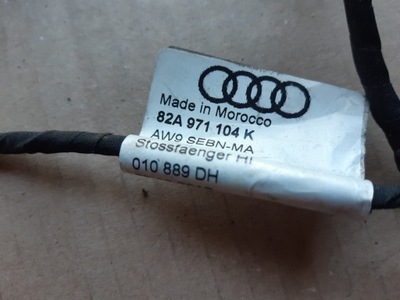 Made in Morocco
82A 971 104 K
AW9 SEBN-MA
Stossfaenger HI
010 889 DH